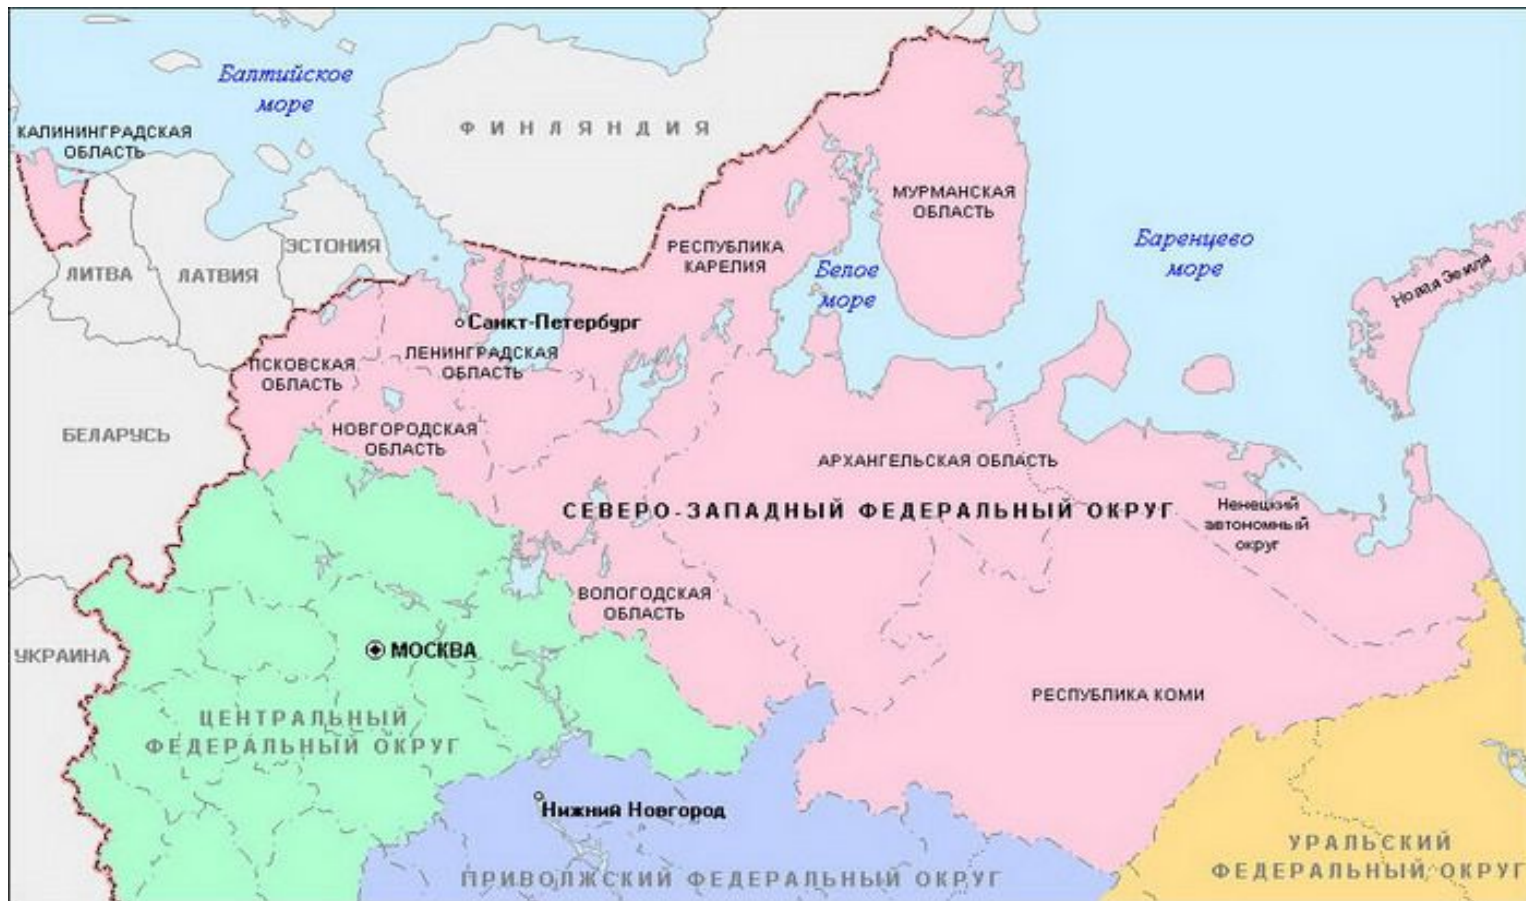 Балтийское
море
КАЛИНИНГРАДСКАЯ
ОБЛАСТЬ
ФИНЛЯНДИЯ
МУРМАНСКАЯ
ОБЛАСТЬ
ЭСТОНИЯ
ЛИТВА
ЛАТВИЯ
РЕСПУБЛИКА
КАРЕЛИЯ
Белое
море
Баренцево
море
Новая Земля
Санкт-Петербург
ПСКОВСКАЯ
ОБЛАСТЬ
ЛЕНИНГРАДСКАЯ
ОБЛАСТЬ
БЕЛАРУСЬ
НОВГОРОДСКАЯ
ОБЛАСТЬ
АРХАНГЕЛЬСКАЯ ОБЛАСТЬ
СЕВЕРО-ЗАПАДНЫЙ ФЕДЕРАЛЬНЫЙ ОКРУГ
Ненецкий
автономный
округ
ВОЛОГОДСКАЯ
ОБЛАСТЬ
УКРАИНА
МОСКВА
РЕСПУБЛИКА КОМИ
ЦЕНТРАЛЬНЫЙ
ФЕДЕРАЛЬНЫЙ ОКРУГ
Нижний Новгород
УРАЛЬСКИЙ
ФЕДЕРАЛЬНЫЙ ОКРУГ
ПРИВОЛЖСКИЙ ФЕДЕРАЛЬНЫЙ ОКРУГ